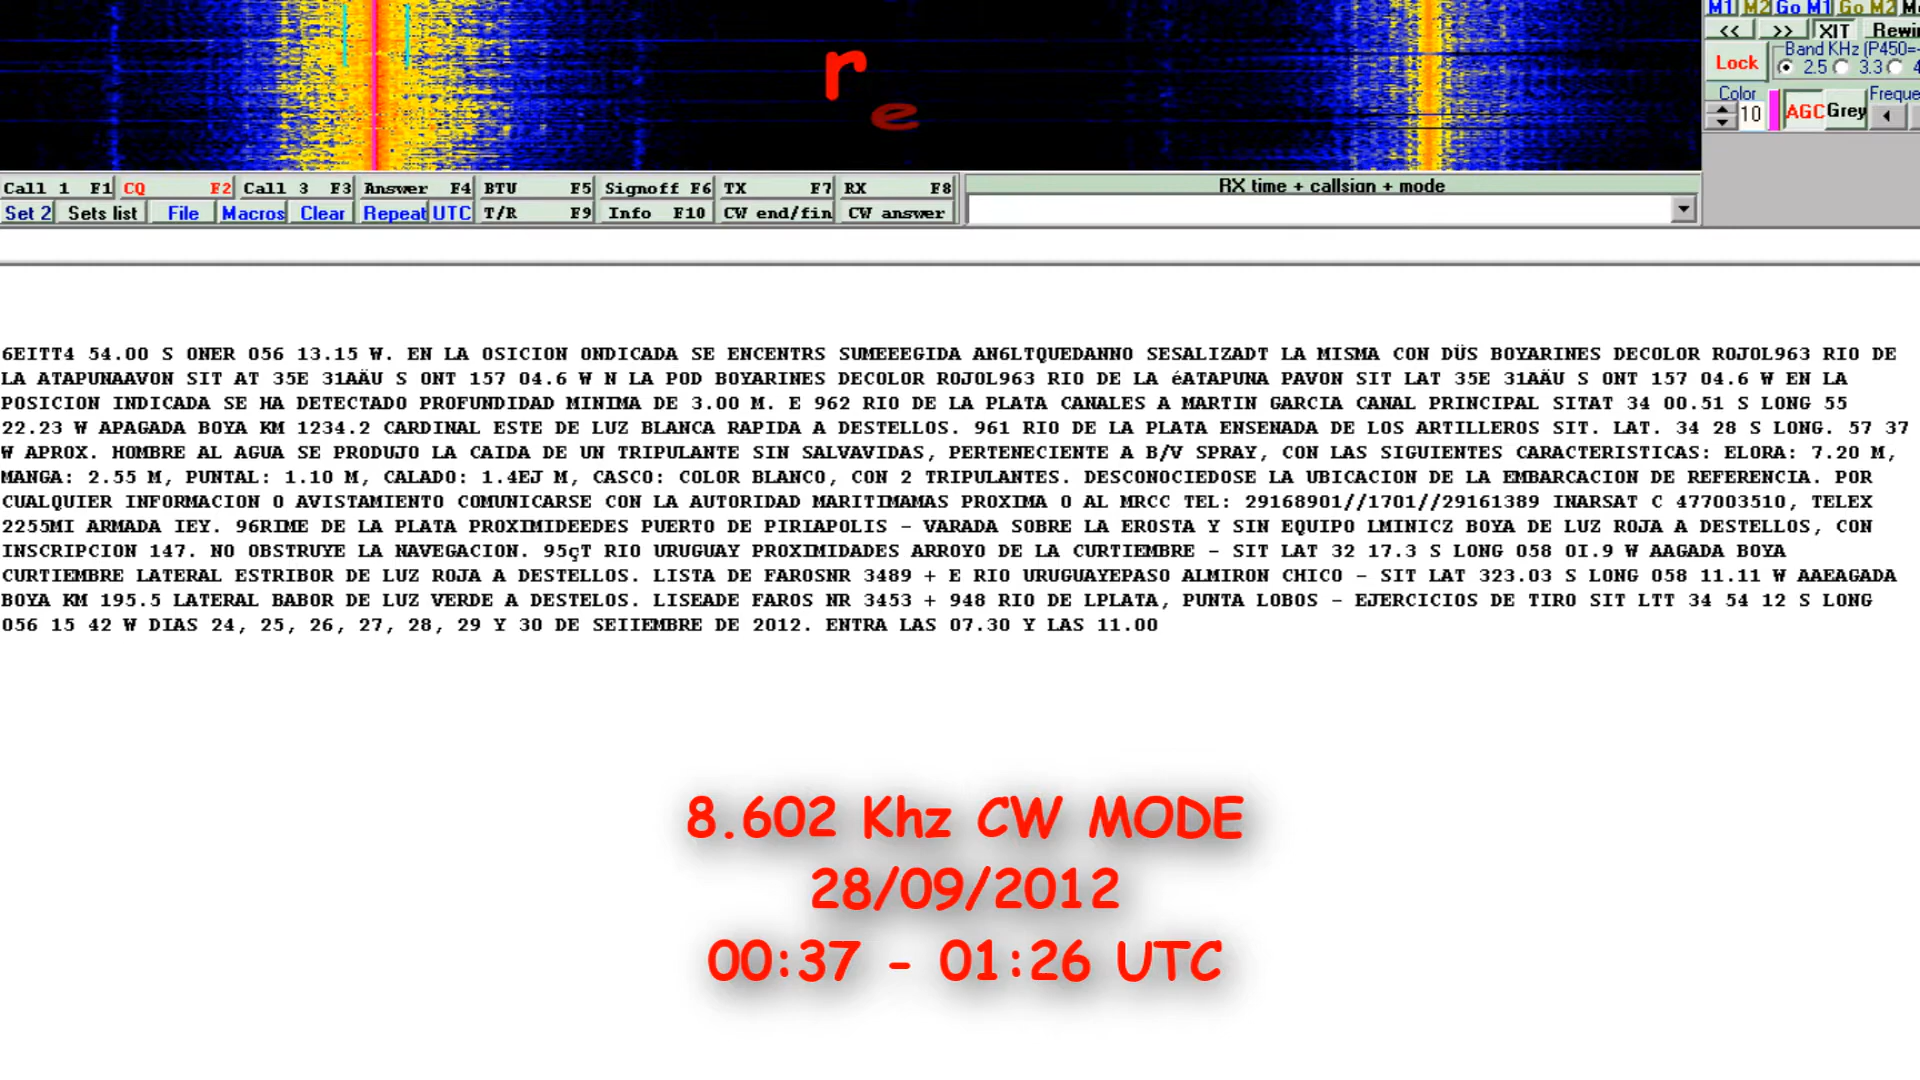 M1 M2 Go M1 Go M2
<< >> XIT Rewi
Band KHz (P450=-
Lock 2.5 3.3 4
Color Freque
10 AGC Grey
r
e
Call 1 F1 CQ F2 Call 3 F3 Answer F4 BTU F5 Signoff F6 TX F7 RX F8
RX time + callsign + mode
Set 2 Sets list File Macros Clear Repeat UTC T/R F9 Info F10 CW end/fin CW answer
6EITT4 54.00 S ONER 056 13.15 W. EN LA OSICION ONDICADA SE ENCENTRS SUMEEEGIDA AN6LTQUEDANNO SESALIZADT LA MISMA CON DÜS BOYARINES DECOLOR ROJOL963 RIO DE
LA ATAPUNAAVON SIT AT 35E 31AÄU S ONT 157 04.6 W N LA POD BOYARINES DECOLOR ROJOL963 RIO DE LA éATAPUNA PAVON SIT LAT 35E 31AÄU S ONT 157 04.6 W EN LA
POSICION INDICADA SE HA DETECTADO PROFUNDIDAD MINIMA DE 3.00 M. E 962 RIO DE LA PLATA CANALES A MARTIN GARCIA CANAL PRINCIPAL SITAT 34 00.51 S LONG 55
22.23 W APAGADA BOYA KM 1234.2 CARDINAL ESTE DE LUZ BLANCA RAPIDA A DESTELLOS. 961 RIO DE LA PLATA ENSENADA DE LOS ARTILLEROS SIT. LAT. 34 28 S LONG. 57 37
W APROX. HOMBRE AL AGUA SE PRODUJO LA CAIDA DE UN TRIPULANTE SIN SALVAVIDAS, PERTENECIENTE A B/V SPRAY, CON LAS SIGUIENTES CARACTERISTICAS: ELORA: 7.20 M,
MANGA: 2.55 M, PUNTAL: 1.10 M, CALADO: 1.4EJ M, CASCO: COLOR BLANCO, CON 2 TRIPULANTES. DESCONOCIEDOSE LA UBICACION DE LA EMBARCACION DE REFERENCIA. POR
CUALQUIER INFORMACION O AVISTAMIENTO COMUNICARSE CON LA AUTORIDAD MARITIMAMAS PROXIMA O AL MRCC TEL: 29168901//1701//29161389 INARSAT C 477003510, TELEX
2255MI ARMADA IEY. 96RIME DE LA PLATA PROXIMIDEEDES PUERTO DE PIRIAPOLIS - VARADA SOBRE LA EROSTA Y SIN EQUIPO LMINICZ BOYA DE LUZ ROJA A DESTELLOS, CON
INSCRIPCION 147. NO OBSTRUYE LA NAVEGACION. 95çT RIO URUGUAY PROXIMIDADES ARROYO DE LA CURTIEMBRE - SIT LAT 32 17.3 S LONG 058 OI.9 W AAGADA BOYA
CURTIEMBRE LATERAL ESTRIBOR DE LUZ ROJA A DESTELLOS. LISTA DE FAROSNR 3489 + E RIO URUGUAYEPASO ALMIRON CHICO - SIT LAT 323.03 S LONG 058 11.11 W AAEAGADA
BOYA KM 195.5 LATERAL BABOR DE LUZ VERDE A DESTELOS. LISEADE FAROS NR 3453 + 948 RIO DE LPLATA, PUNTA LOBOS - EJERCICIOS DE TIRO SIT LTT 34 54 12 S LONG
056 15 42 W DIAS 24, 25, 26, 27, 28, 29 Y 30 DE SEIIEMBRE DE 2012. ENTRA LAS 07.30 Y LAS 11.00
8.602 Khz CW MODE
28/09/2012
00:37 - 01:26 UTC